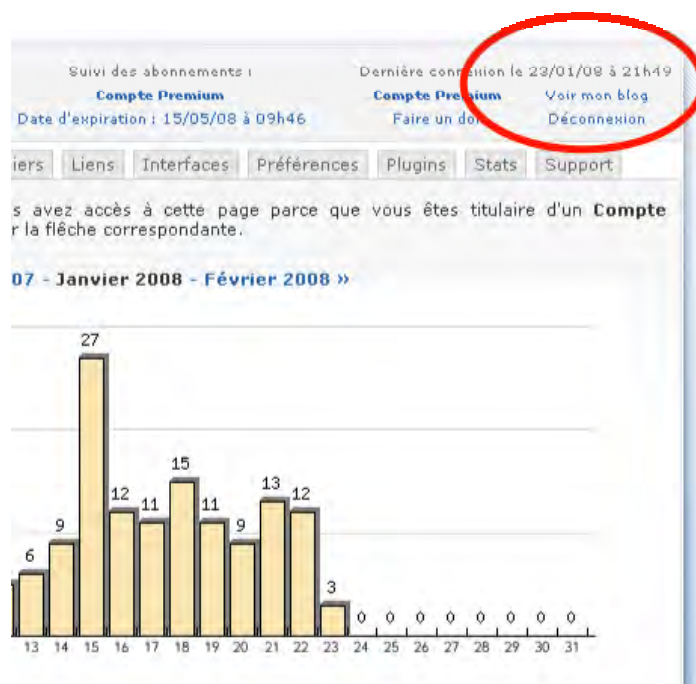 Suivi des abonnements :
Compte Premium
Date d'expiration : 15/05/08 à 09h46
Dernière connexion le 23/01/08 à 21h49
Compte Premium Voir mon blog
Faire un don Déconnexion
iers Liens Interfaces Préférences Plugins Stats Support
s avez accès à cette page parce que vous êtes titulaire d'un Compte
r la flêche correspondante.
07 - Janvier 2008 - Février 2008 »
27
15
13
12 12
11 11
9 9
6
3
0 0 0 0 0 0 0 0
13 14 15 16 17 18 19 20 21 22 23 24 25 26 27 28 29 30 31